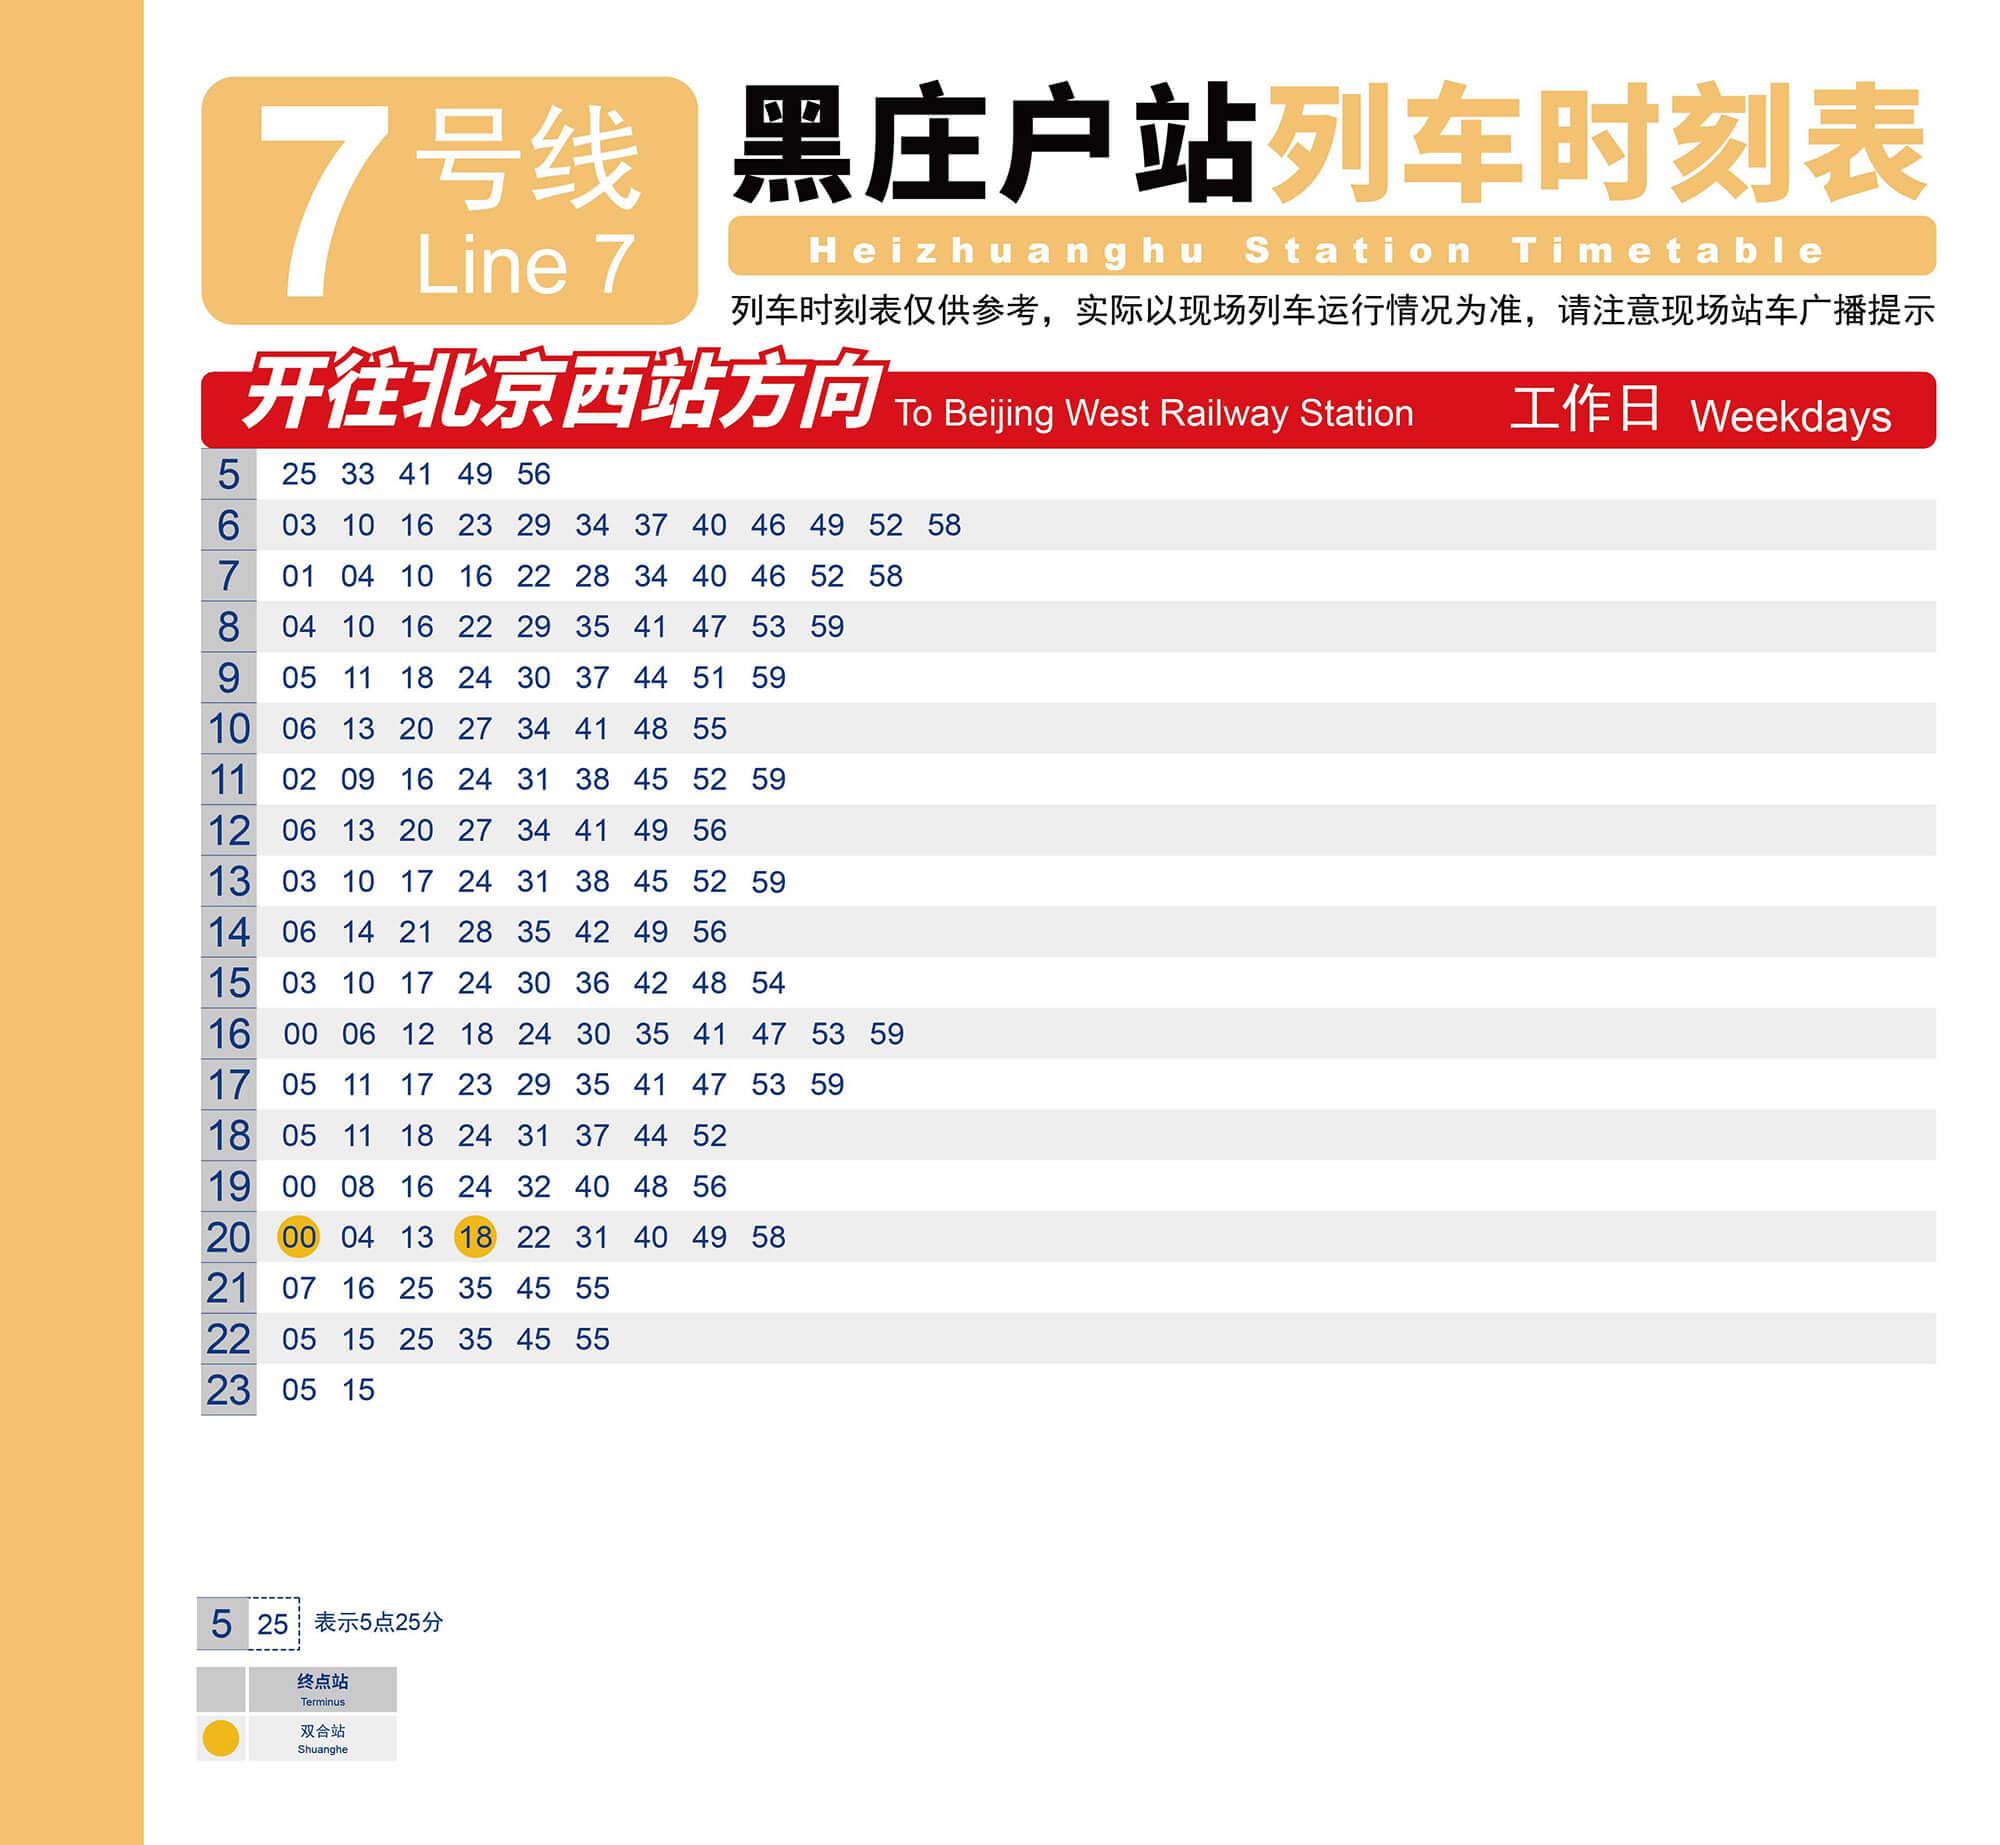 7 号线
Line 7
黑庄户站列车时刻表
Heizhuanghu Station Timetable
列车时刻表仅供参考，实际以现场列车运行情况为准，请注意现场站车广播提示
开往北京西站方向 To Beijing West Railway Station 工作日 Weekdays
5 25 33 41 49 56
6 03 10 16 23 29 34 37 40 46 49 52 58
7 01 04 10 16 22 28 34 40 46 52 58
8 04 10 16 22 29 35 41 47 53 59
9 05 11 18 24 30 37 44 51 59
10 06 13 20 27 34 41 48 55
11 02 09 16 24 31 38 45 52 59
12 06 13 20 27 34 41 49 56
13 03 10 17 24 31 38 45 52 59
14 06 14 21 28 35 42 49 56
15 03 10 17 24 30 36 42 48 54
16 00 06 12 18 24 30 35 41 47 53 59
17 05 11 17 23 29 35 41 47 53 59
18 05 11 18 24 31 37 44 52
19 00 08 16 24 32 40 48 56
20 00 04 13 18 22 31 40 49 58
21 07 16 25 35 45 55
22 05 15 25 35 45 55
23 05 15
5 25 表示5点25分
终点站
Terminus
双合站
Shuanghe